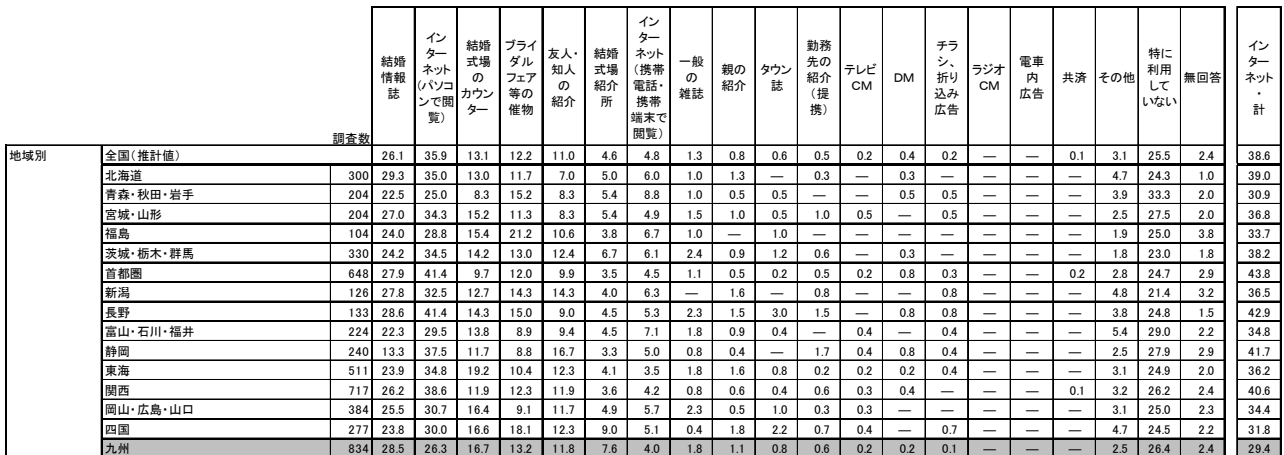 調査数 結婚情報誌 インターネット(パソコンで閲覧) 結婚式場のカウンター ブライダルフェア等の催物 友人・知人の紹介 結婚式場紹介所 インターネット(携帯電話・携帯端末で閲覧) 一般の雑誌 親の紹介 タウン誌 勤務先の紹介(提携) テレビCM DM チラシ、折り込み広告 ラジオCM 電車内広告 共済 その他 特に利用していない 無回答 インターネット・計
地域別 全国(推計値) 26.1 35.9 13.1 12.2 11.0 4.6 4.8 1.3 0.8 0.6 0.5 0.2 0.4 0.2 — — 0.1 3.1 25.5 2.4 38.6
北海道 300 29.3 35.0 13.0 11.7 7.0 5.0 6.0 1.0 1.3 — 0.3 — 0.3 — — — — 4.7 24.3 1.0 39.0
青森・秋田・岩手 204 22.5 25.0 8.3 15.2 8.3 5.4 8.8 1.0 0.5 0.5 — — 0.5 0.5 — — — 3.9 33.3 2.0 30.9
宮城・山形 204 27.0 34.3 15.2 11.3 8.3 5.4 4.9 1.5 1.0 0.5 1.0 0.5 — 0.5 — — — 2.5 27.5 2.0 36.8
福島 104 24.0 28.8 15.4 21.2 10.6 3.8 6.7 1.0 — 1.0 — — — — — — — 1.9 25.0 3.8 33.7
茨城・栃木・群馬 330 24.2 34.5 14.2 13.0 12.4 6.7 6.1 2.4 0.9 1.2 0.6 — 0.3 — — — — 1.8 23.0 1.8 38.2
首都圏 648 27.9 41.4 9.7 12.0 9.9 3.5 4.5 1.1 0.5 0.2 0.5 0.2 0.8 0.3 — — 0.2 2.8 24.7 2.9 43.8
新潟 126 27.8 32.5 12.7 14.3 14.3 4.0 6.3 — 1.6 — 0.8 — — 0.8 — — — 4.8 21.4 3.2 36.5
長野 133 28.6 41.4 14.3 15.0 9.0 4.5 5.3 2.3 1.5 3.0 1.5 — 0.8 0.8 — — — 3.8 24.8 1.5 42.9
富山・石川・福井 224 22.3 29.5 13.8 8.9 9.4 4.5 7.1 1.8 0.9 0.4 — 0.4 — 0.4 — — — 5.4 29.0 2.2 34.8
静岡 240 13.3 37.5 11.7 8.8 16.7 3.3 5.0 0.8 0.4 — 1.7 0.4 0.8 0.4 — — — 2.5 27.9 2.9 41.7
東海 511 23.9 34.8 19.2 10.4 12.3 4.1 3.5 1.8 1.6 0.8 0.2 0.2 0.2 0.4 — — — 3.1 24.9 2.0 36.2
関西 717 26.2 38.6 11.9 12.3 11.9 3.6 4.2 0.8 0.6 0.4 0.6 0.3 0.4 — — — 0.1 3.2 26.2 2.4 40.6
岡山・広島・山口 384 25.5 30.7 16.4 9.1 11.7 4.9 5.7 2.3 0.5 1.0 0.3 0.3 — — — — — 3.1 25.0 2.3 34.4
四国 277 23.8 30.0 16.6 18.1 12.3 9.0 5.1 0.4 1.8 2.2 0.7 0.4 — 0.7 — — — 4.7 24.5 2.2 31.8
九州 834 28.5 26.3 16.7 13.2 11.8 7.6 4.0 1.8 1.1 0.8 0.6 0.2 0.2 0.1 — — — 2.5 26.4 2.4 29.4